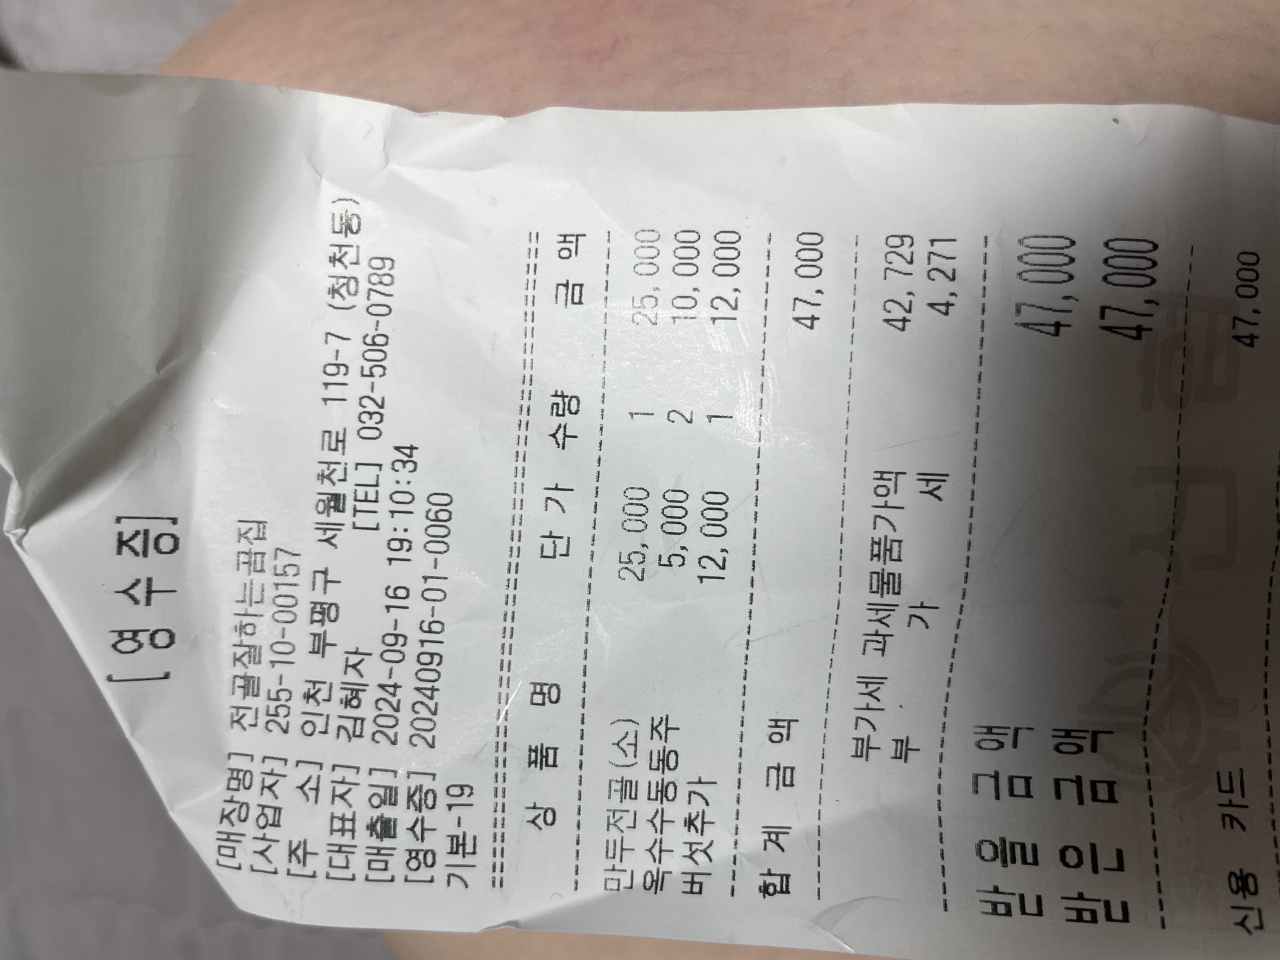 [영 수 증]
[매장명] 전골잘하는곰집
[사업자] 255-10-00157
[주 소] 인천 부평구 세월천로 119-7 (청천동)
[대표자] 김혜자 [TEL] 032-506-0789
[매출일] 2024-09-16 19:10:34
[영수증] 20240916-01-0060
기본-19
상 품 명 단 가 수량 금 액
만두전골(소) 25,000 1 25,000
옥수수동동주 5,000 2 10,000
버섯추가 12,000 1 12,000
합 계 금 액 47,000
부가세 과세물품가액 42,729
부 가 세 4,271
받 을 금 액 47,000
받 은 금 액 47,000
신용 카드 47,000